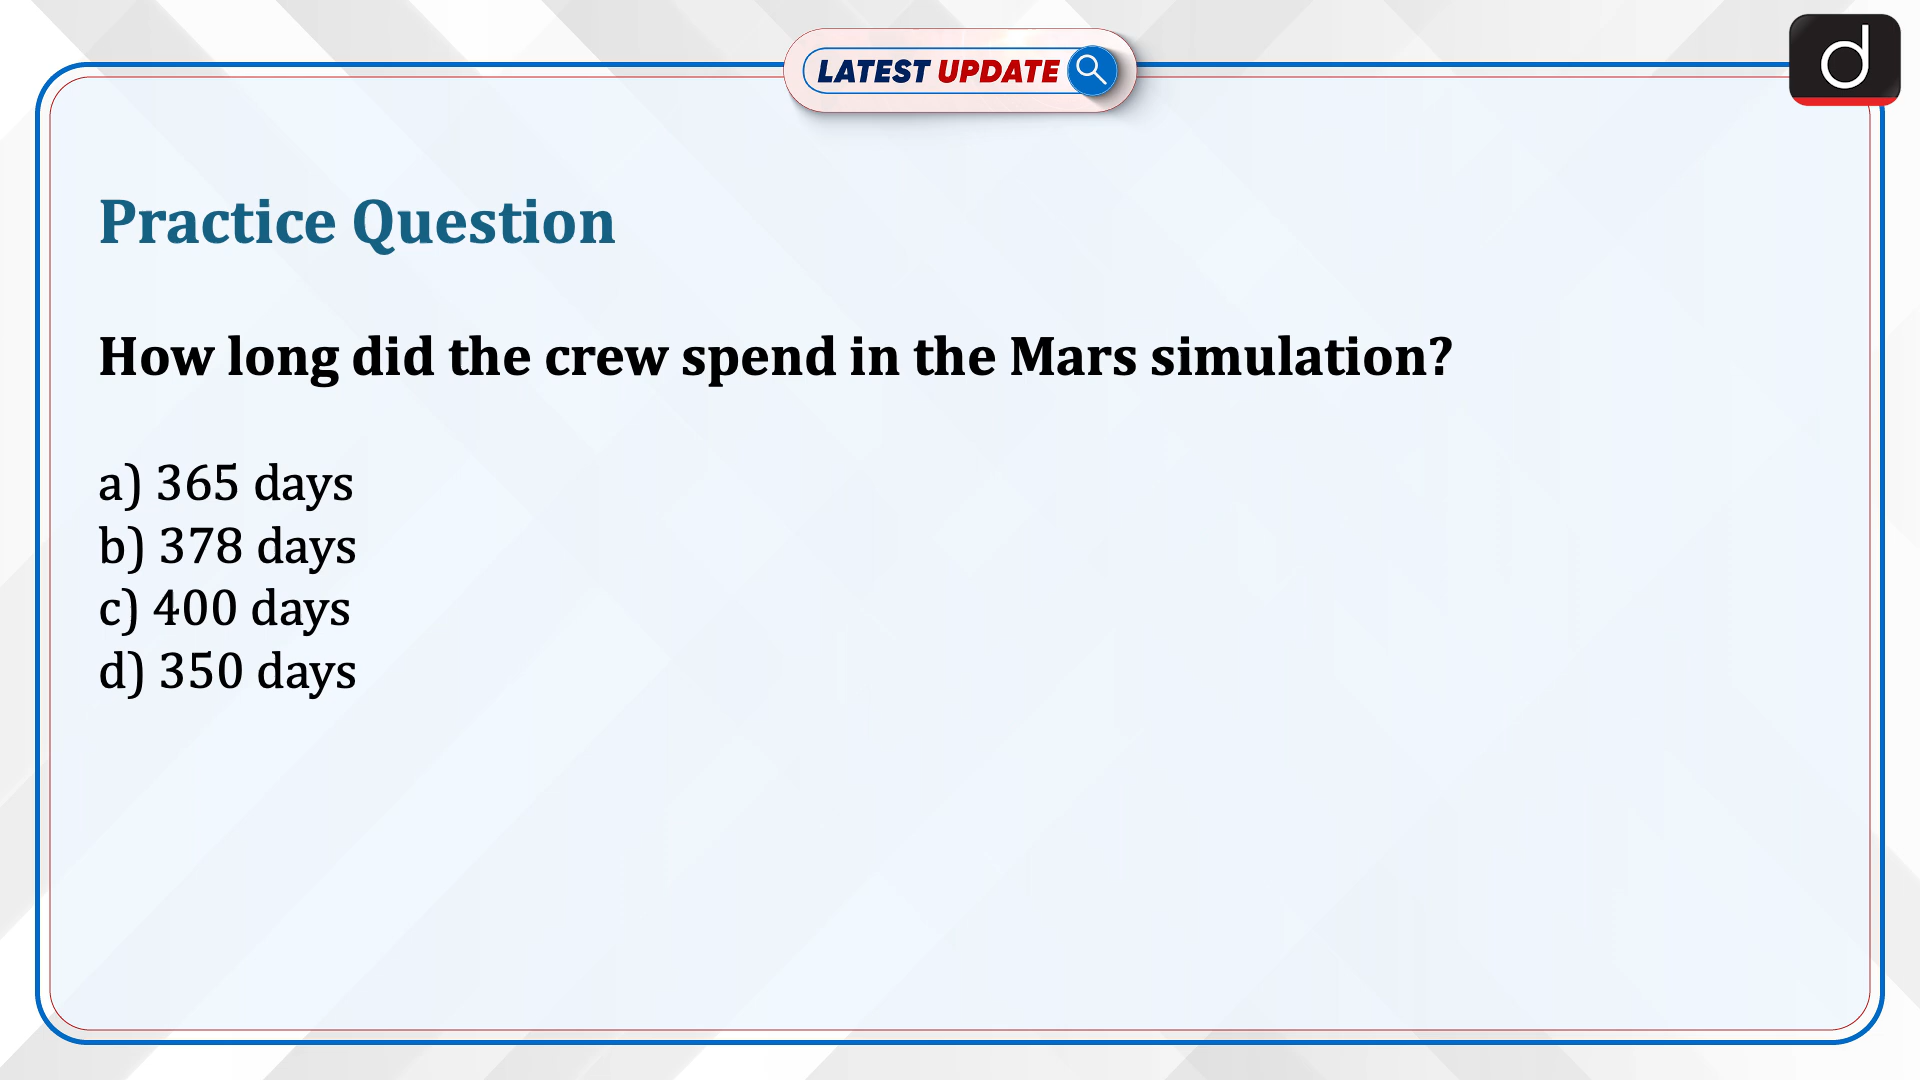 LATEST UPDATE
d
Practice Question
How long did the crew spend in the Mars simulation?
a) 365 days
b) 378 days
c) 400 days
d) 350 days